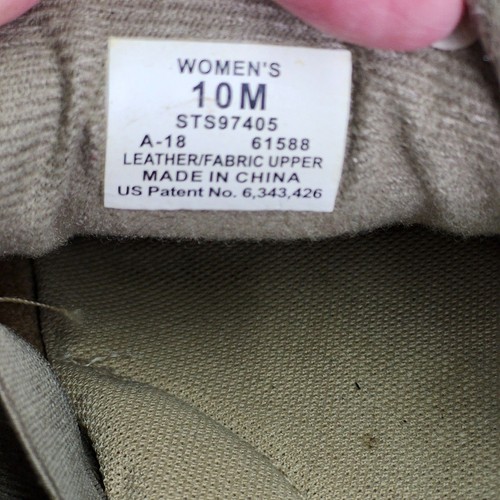 WOMEN'S
10M
STS97405
A-18 61588
LEATHER/FABRIC UPPER
MADE IN CHINA
US Patent No. 6,343,426